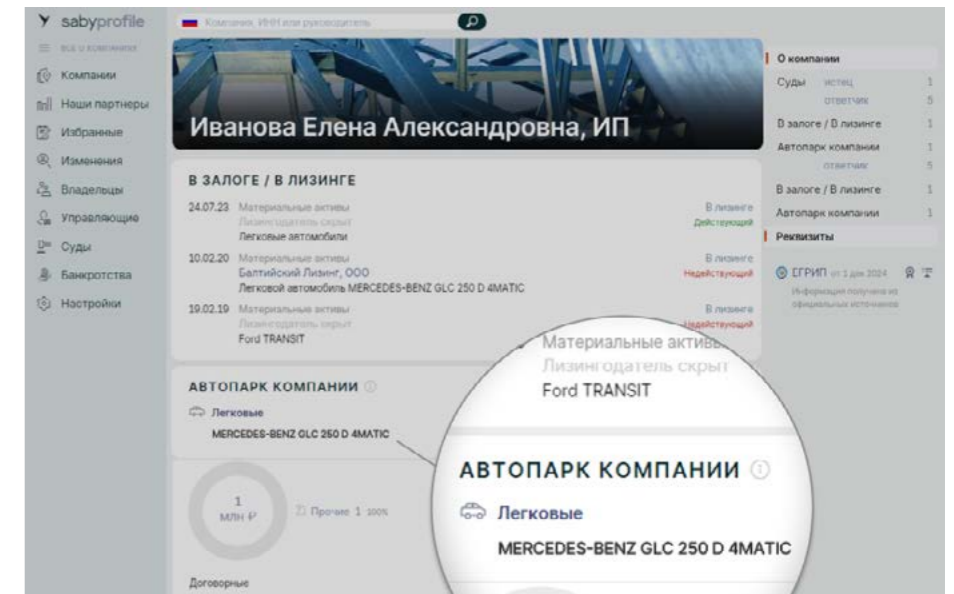 sabyprofile
Компания, ИНН или руководитель
ВСЕ О КОМПАНИЯХ
Компании
Наши партнеры
Избранные
Изменения
Владельцы
Управляющие
Суды
Банкротства
Настройки
Иванова Елена Александровна, ИП
В ЗАЛОГЕ / В ЛИЗИНГЕ
24.07.23 Материальные активы В лизинге
Лизингодатель скрыт Действующий
Легковые автомобили
10.02.20 Материальные активы В лизинге
Балтийский Лизинг, ООО Недействующий
Легковой автомобиль MERCEDES-BENZ GLC 250 D 4MATIC
19.02.19 Материальные активы В лизинге
Лизингодатель скрыт Недействующий
Ford TRANSIT
АВТОПАРК КОМПАНИИ
Легковые
MERCEDES-BENZ GLC 250 D 4MATIC
1
МЛН ₽
Прочие 1 100%
Договорные
Материальные активы
Лизингодатель скрыт
Ford TRANSIT
АВТОПАРК КОМПАНИИ
Легковые
MERCEDES-BENZ GLC 250 D 4MATIC
О компании
Суды истец 1
ответчик 5
В залоге / В лизинге 1
Автопарк компании 1
ответчик 5
В залоге / В лизинге 1
Автопарк компании 1
Реквизиты
ЕГРИП от 1 дек 2024
Информация получена из
официальных источников